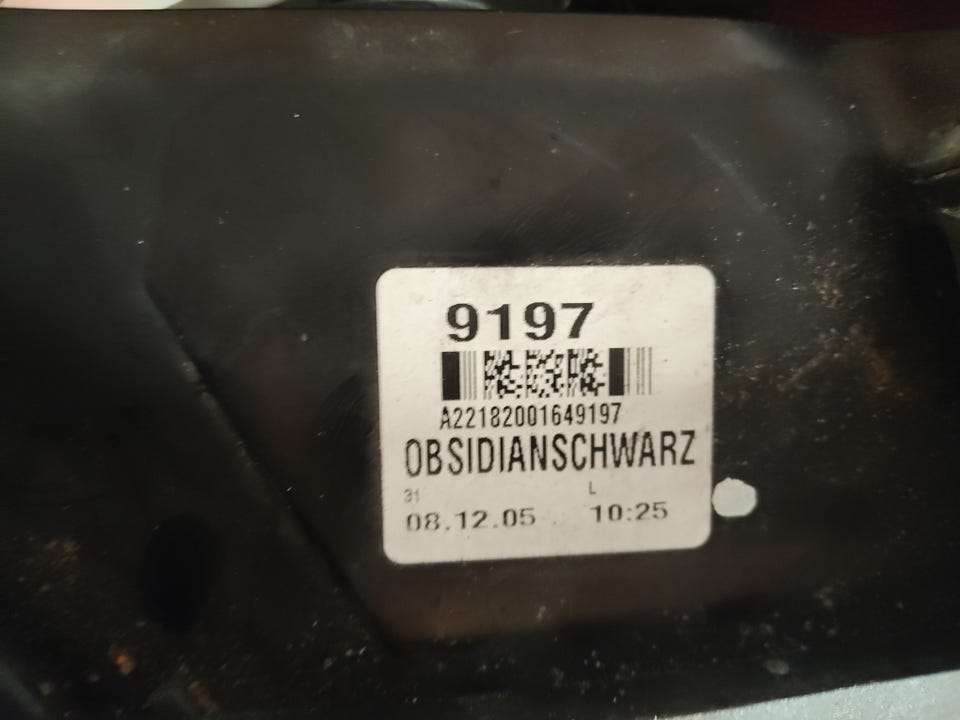 9197
A22182001649197
OBSIDIANSCHWARZ
31 L
08.12.05 10:25